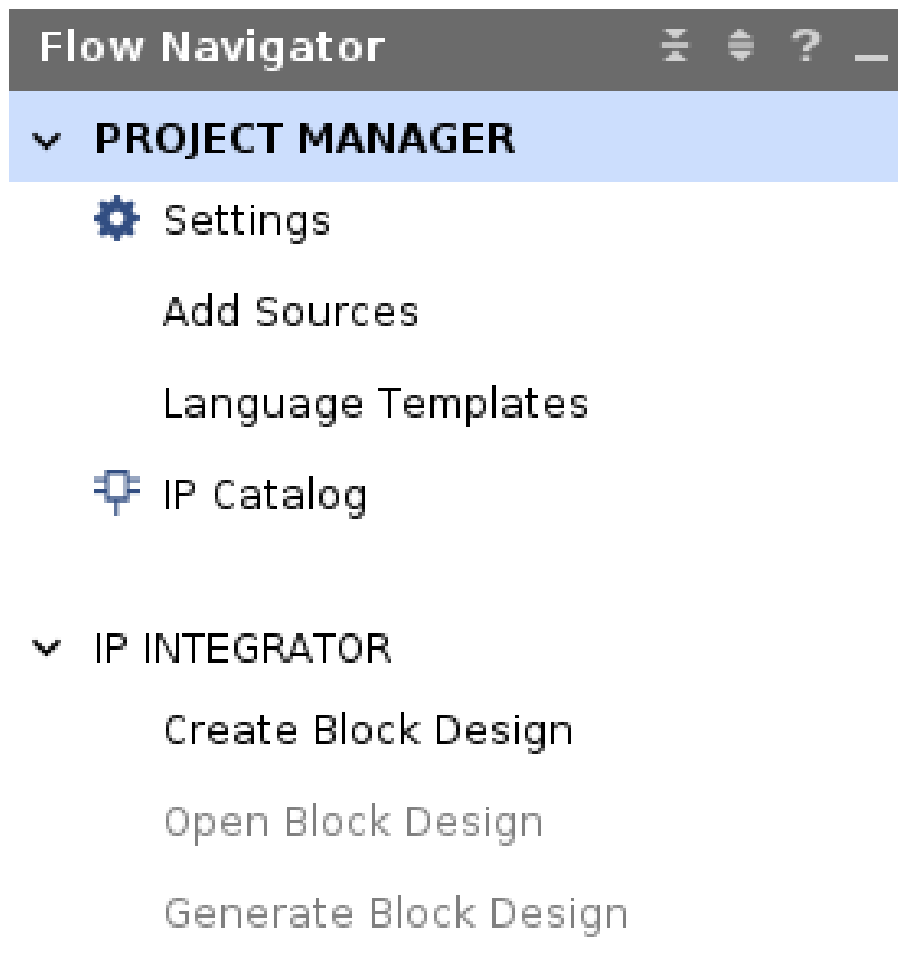 Flow Navigator ?
PROJECT MANAGER
Settings
Add Sources
Language Templates
IP Catalog
IP INTEGRATOR
Create Block Design
Open Block Design
Generate Block Design